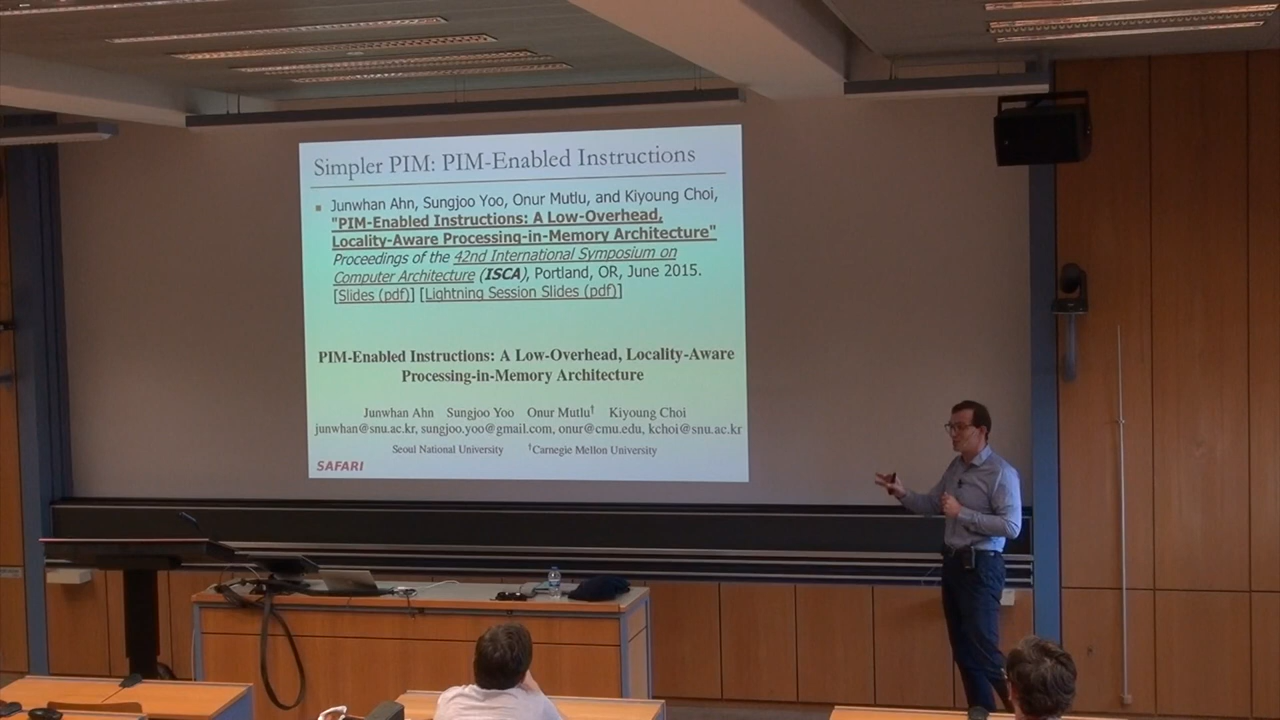 Simpler PIM: PIM-Enabled Instructions
Junwhan Ahn, Sungjoo Yoo, Onur Mutlu, and Kiyoung Choi,
"PIM-Enabled Instructions: A Low-Overhead,
Locality-Aware Processing-in-Memory Architecture"
Proceedings of the 42nd International Symposium on
Computer Architecture (ISCA), Portland, OR, June 2015.
[Slides (pdf)] [Lightning Session Slides (pdf)]
PIM-Enabled Instructions: A Low-Overhead, Locality-Aware
Processing-in-Memory Architecture
Junwhan Ahn Sungjoo Yoo Onur Mutlu† Kiyoung Choi
junwhan@snu.ac.kr, sungjoo.yoo@gmail.com, onur@cmu.edu, kchoi@snu.ac.kr
Seoul National University †Carnegie Mellon University
SAFARI